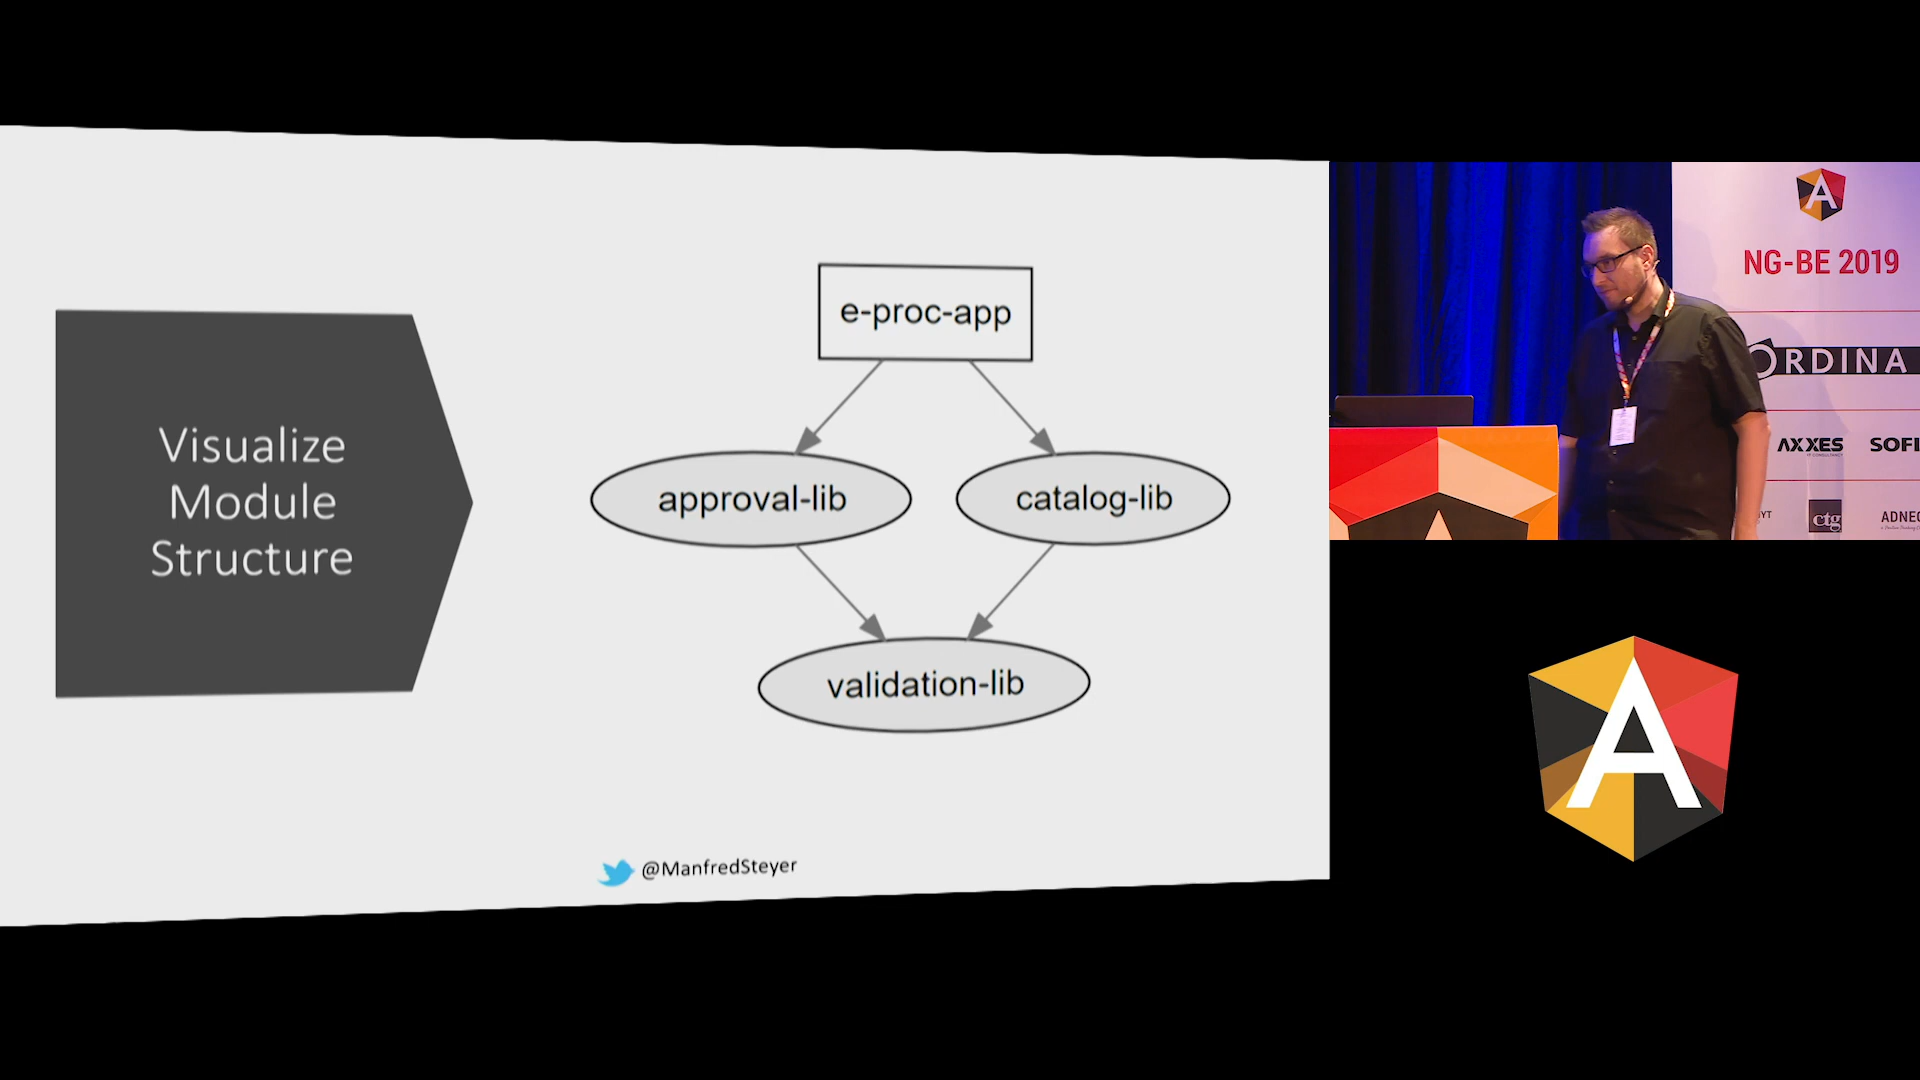 Visualize
Module
Structure
e-proc-app
approval-lib
catalog-lib
validation-lib
@ManfredSteyer
A
NG-BE 2019
ORDINA
AXXES
SOFI
ctg
ADNE
A